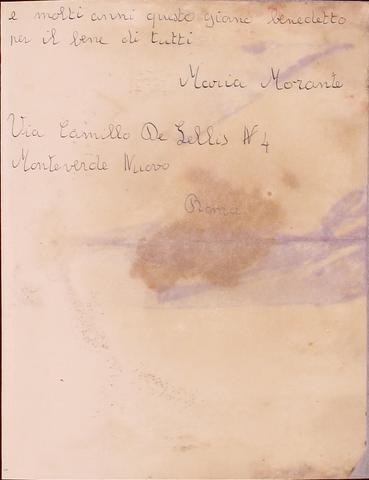 e molti anni questo giono benedetto
per il bene di tutti
Maria Morante
Via Camillo De Lellis N 4
Monteverde Nuovo
Roma